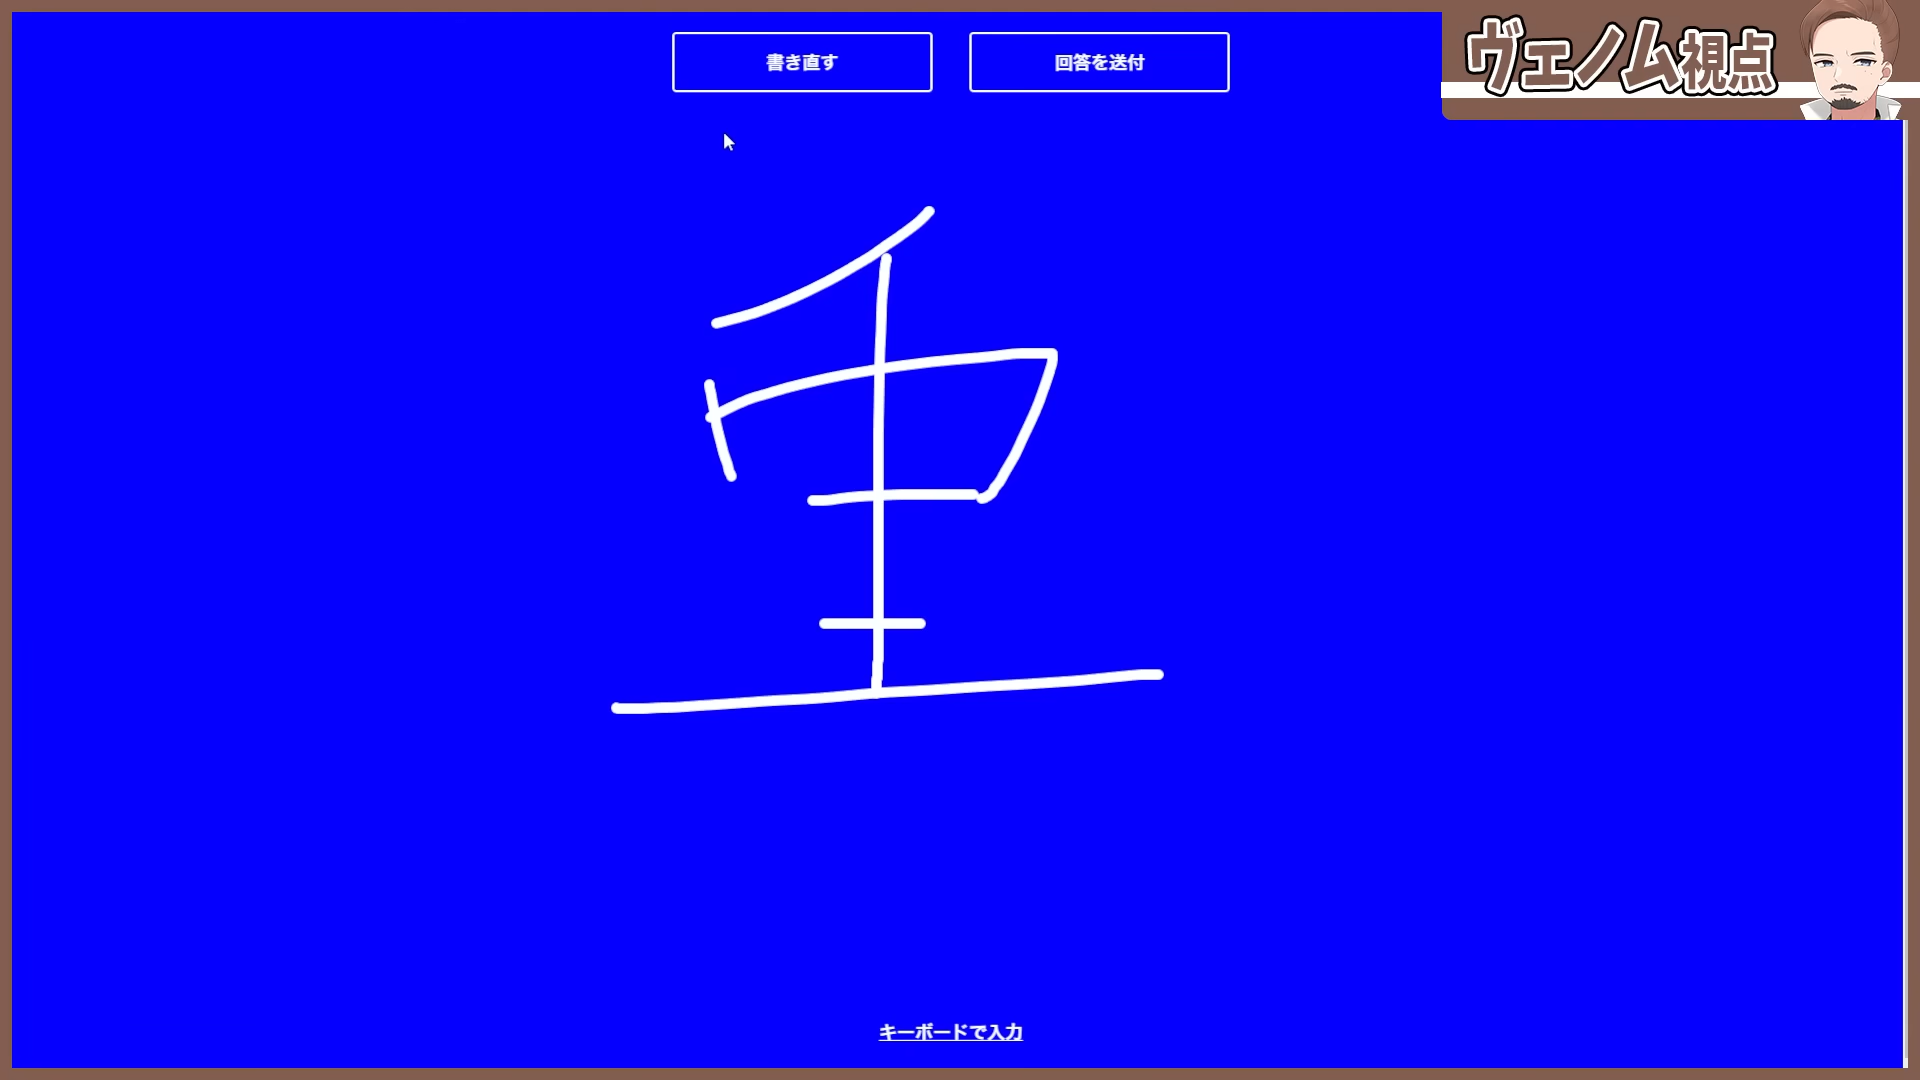 書き直す
回答を送付
ヴェノム視点
重
キーボードで入力